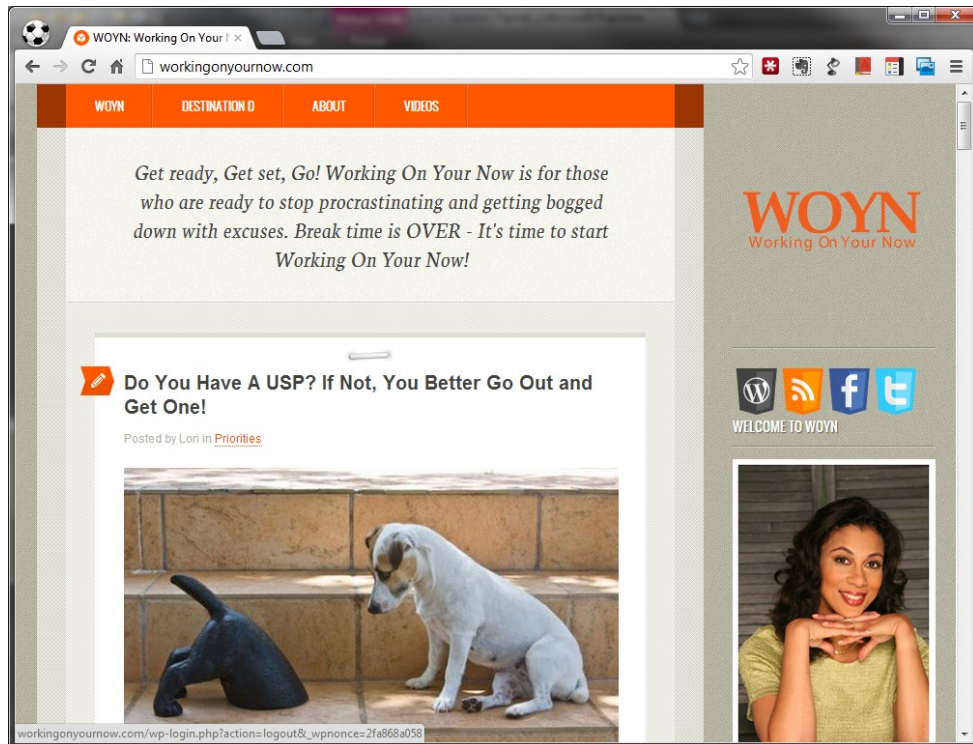 WOYN: Working On Your
workingonyournow.com
WOYN DESTINATION D ABOUT VIDEOS
Get ready, Get set, Go! Working On Your Now is for those
who are ready to stop procrastinating and getting bogged
down with excuses. Break time is OVER - It's time to start
Working On Your Now!
WOYN
Working On Your Now
Do You Have A USP? If Not, You Better Go Out and
Get One!
Posted by Lori in Priorities
WELCOME TO WOYN
workingonyournow.com/wp-login.php?action=logout&_wpnonce=2fa868a058